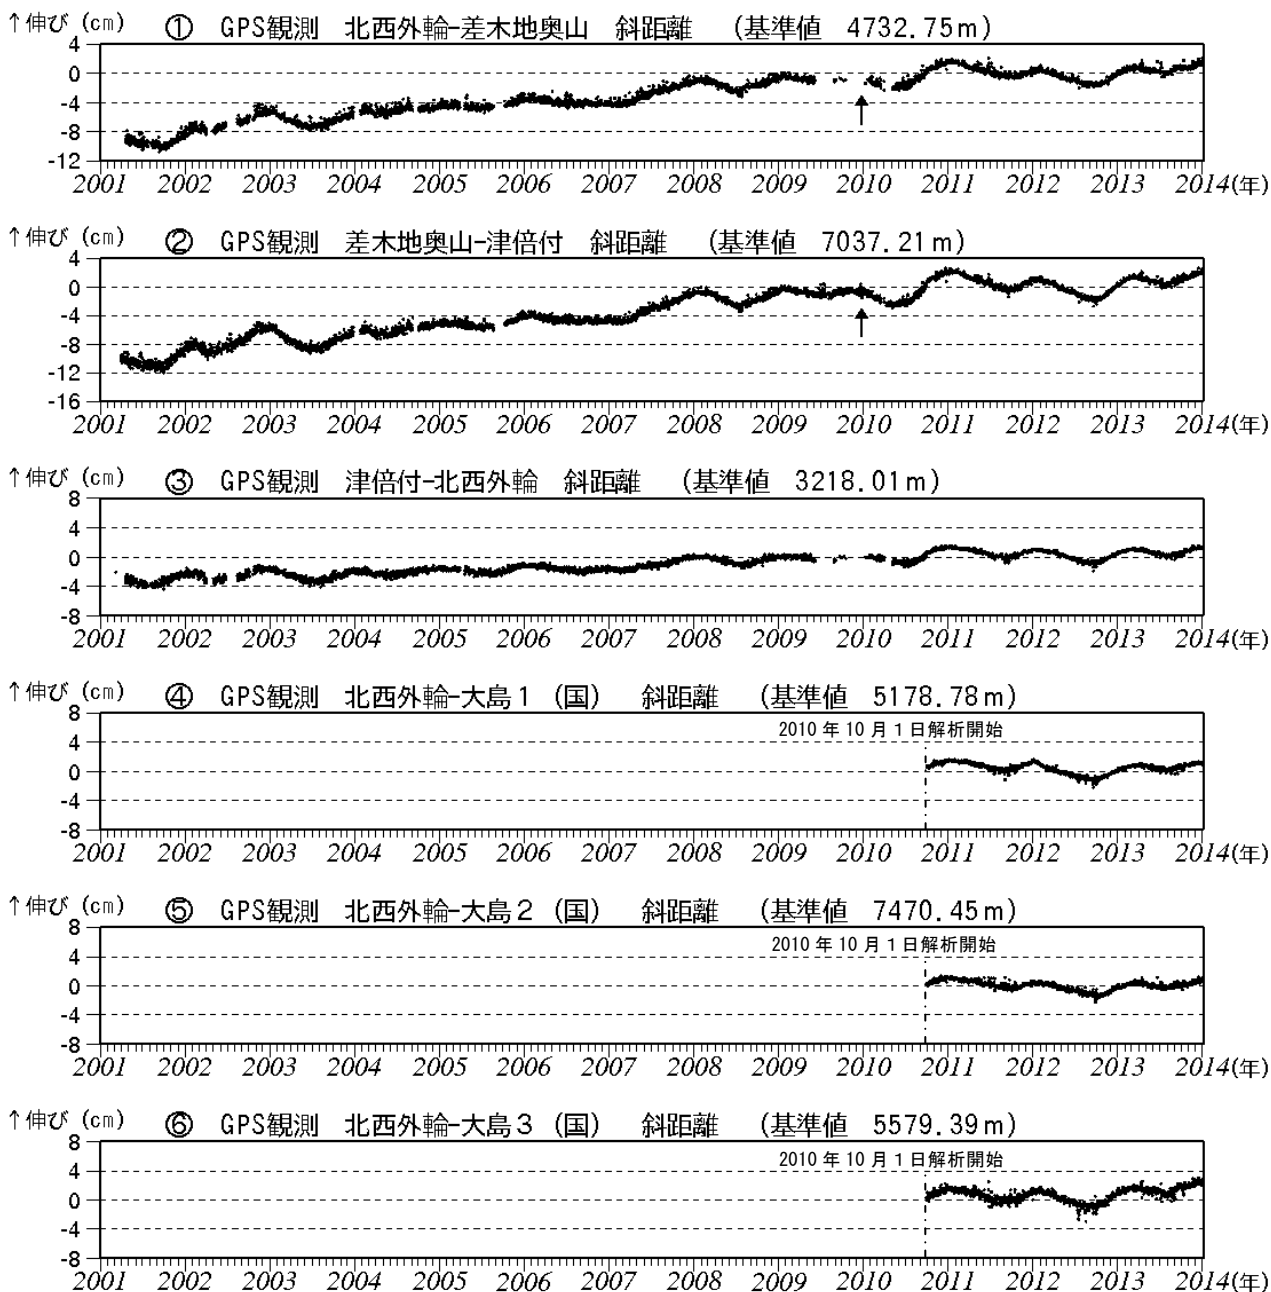 ↑伸び (cm) ① GPS観測 北西外輪-差木地奥山 斜距離 (基準値 4732.75m)
4
0
-4
-8
-12
2001 2002 2003 2004 2005 2006 2007 2008 2009 2010 2011 2012 2013 2014(年)
↑伸び (cm) ② GPS観測 差木地奥山-津倍付 斜距離 (基準値 7037.21m)
4
0
-4
-8
-12
-16
2001 2002 2003 2004 2005 2006 2007 2008 2009 2010 2011 2012 2013 2014(年)
↑伸び (cm) ③ GPS観測 津倍付-北西外輪 斜距離 (基準値 3218.01m)
8
4
0
-4
-8
2001 2002 2003 2004 2005 2006 2007 2008 2009 2010 2011 2012 2013 2014(年)
↑伸び (cm) ④ GPS観測 北西外輪-大島1 (国) 斜距離 (基準値 5178.78m)
2010年10月1日解析開始
8
4
0
-4
-8
2001 2002 2003 2004 2005 2006 2007 2008 2009 2010 2011 2012 2013 2014(年)
↑伸び (cm) ⑤ GPS観測 北西外輪-大島2 (国) 斜距離 (基準値 7470.45m)
2010年10月1日解析開始
8
4
0
-4
-8
2001 2002 2003 2004 2005 2006 2007 2008 2009 2010 2011 2012 2013 2014(年)
↑伸び (cm) ⑥ GPS観測 北西外輪-大島3 (国) 斜距離 (基準値 5579.39m)
2010年10月1日解析開始
8
4
0
-4
-8
2001 2002 2003 2004 2005 2006 2007 2008 2009 2010 2011 2012 2013 2014(年)